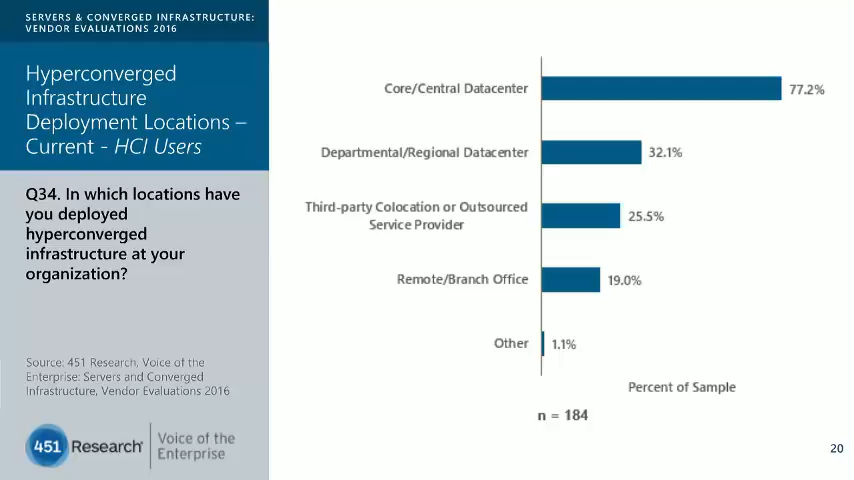 SERVERS & CONVERGED INFRASTRUCTURE:
VENDOR EVALUATIONS 2016
Hyperconverged
Infrastructure
Deployment Locations –
Current - HCI Users
Q34. In which locations have
you deployed
hyperconverged
infrastructure at your
organization?
Source: 451 Research, Voice of the
Enterprise: Servers and Converged
Infrastructure, Vendor Evaluations 2016
451 Research
Voice of the
Enterprise
Core/Central Datacenter
77.2%
Departmental/Regional Datacenter
32.1%
Third-party Colocation or Outsourced
Service Provider
25.5%
Remote/Branch Office
19.0%
Other
1.1%
Percent of Sample
n = 184
20